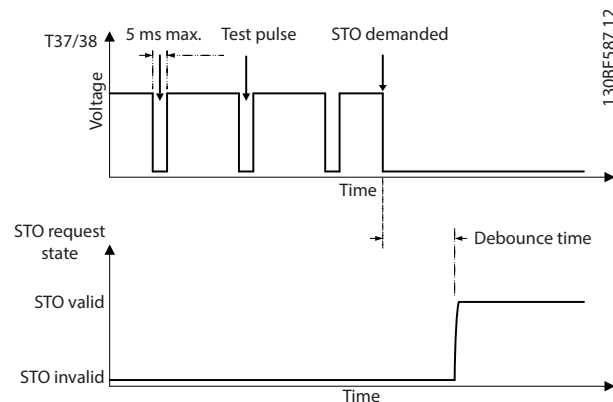 T37/38
5 ms max.
Test pulse
STO demanded
130BE587.12
Voltage
Time
STO request
state
Debounce time
STO valid
STO invalid
Time